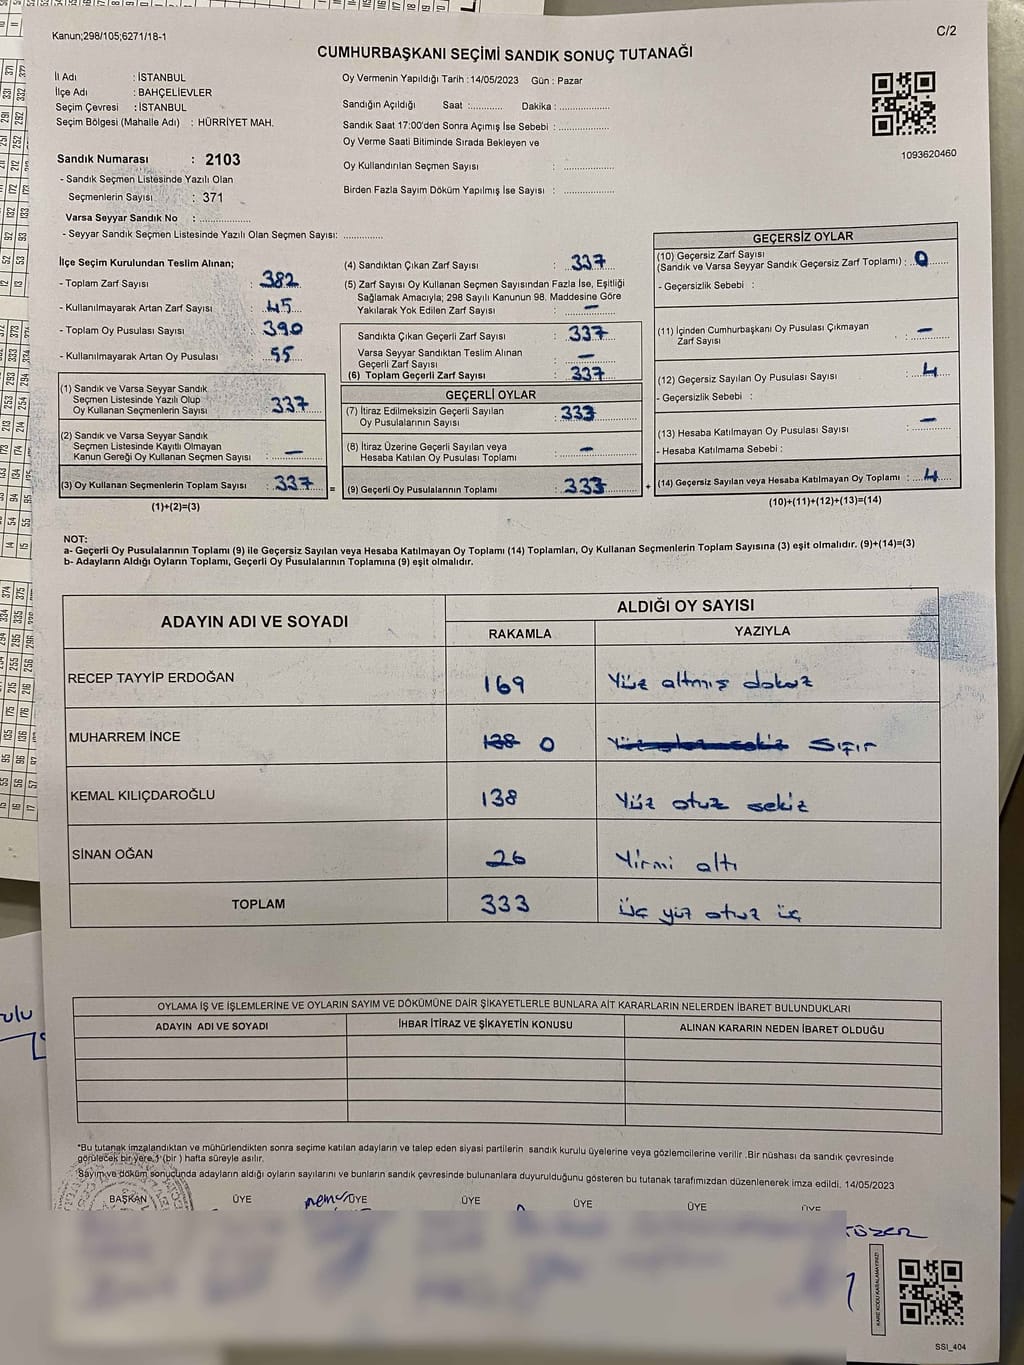 Kanun;298/105;6271/18-1
C/2
CUMHURBAŞKANI SEÇİMİ SANDIK SONUÇ TUTANAĞI
İl Adı : İSTANBUL
İlçe Adı : BAHÇELİEVLER
Seçim Çevresi : İSTANBUL
Seçim Bölgesi (Mahalle Adı) : HÜRRİYET MAH.
Sandık Numarası : 2103
- Sandık Seçmen Listesinde Yazılı Olan
Seçmenlerin Sayısı : 371
Varsa Seyyar Sandık No : ..................
- Seyyar Sandık Seçmen Listesinde Yazılı Olan Seçmen Sayısı: ..............
Oy Vermenin Yapıldığı Tarih :14/05/2023 Gün : Pazar
Sandığın Açıldığı Saat :........... Dakika : ..................
Sandık Saat 17:00'den Sonra Açımış İse Sebebi : ..................
Oy Verme Saati Bitiminde Sırada Bekleyen ve
Oy Kullandırılan Seçmen Sayısı : ..................
Birden Fazla Sayım Döküm Yapılmış İse Sayısı : ..................
1093620460
İlçe Seçim Kurulundan Teslim Alınan;
- Toplam Zarf Sayısı : 382
- Kullanılmayarak Artan Zarf Sayısı : 45
- Toplam Oy Pusulası Sayısı : 390
- Kullanılmayarak Artan Oy Pusulası : 55
(1) Sandık ve Varsa Seyyar Sandık
Seçmen Listesinde Yazılı Olup
Oy Kullanan Seçmenlerin Sayısı : 337
(2) Sandık ve Varsa Seyyar Sandık
Seçmen Listesinde Kayıtlı Olmayan
Kanun Gereği Oy Kullanan Seçmen Sayısı : —
(3) Oy Kullanan Seçmenlerin Toplam Sayısı : 337
(1)+(2)=(3)
=
(4) Sandıktan Çıkan Zarf Sayısı : 337
(5) Zarf Sayısı Oy Kullanan Seçmen Sayısından Fazla İse, Eşitliği
Sağlamak Amacıyla; 298 Sayılı Kanunun 98. Maddesine Göre
Yakılarak Yok Edilen Zarf Sayısı : —
Sandıkta Çıkan Geçerli Zarf Sayısı : 337
Varsa Seyyar Sandıktan Teslim Alınan
Geçerli Zarf Sayısı : —
(6) Toplam Geçerli Zarf Sayısı : 337
GEÇERLİ OYLAR
(7) İtiraz Edilmeksizin Geçerli Sayılan
Oy Pusulasının Sayısı : 333
(8) İtiraz Üzerine Geçerli Sayılan veya
Hesaba Katılan Oy Pusulası Toplamı : —
(9) Geçerli Oy Pusulalarının Toplamı : 333
+
GEÇERSİZ OYLAR
(10) Geçersiz Zarf Sayısı
(Sandık ve Varsa Seyyar Sandık Geçersiz Zarf Toplamı) : 0
- Geçersizlik Sebebi :
(11) İçinden Cumhurbaşkanı Oy Pusulası Çıkmayan
Zarf Sayısı : —
(12) Geçersiz Sayılan Oy Pusulası Sayısı : 4
- Geçersizlik Sebebi :
(13) Hesaba Katılmayan Oy Pusulası Sayısı : —
- Hesaba Katılmama Sebebi :
(14) Geçersiz Sayılan veya Hesaba Katılmayan Oy Toplamı : 4
(10)+(11)+(12)+(13)=(14)
NOT:
a- Geçerli Oy Pusulalarının Toplamı (9) ile Geçersiz Sayılan veya Hesaba Katılmayan Oy Toplamı (14) Toplamları, Oy Kullanan Seçmenlerin Toplam Sayısına (3) eşit olmalıdır. (9)+(14)=(3)
b- Adayların Aldığı Oyların Toplamı, Geçerli Oy Pusulalarının Toplamına (9) eşit olmalıdır.
ADAYIN ADI VE SOYADI
ALDIĞI OY SAYISI
RAKAMLA YAZIYLA
RECEP TAYYİP ERDOĞAN 169 Yüz altmış dokuz
MUHARREM İNCE 138 0 Yüz otuz sekiz Sıfır
KEMAL KILIÇDAROĞLU 138 Yüz otuz sekiz
SİNAN OĞAN 26 Yirmi altı
TOPLAM 333 üç yüz otuz üç
OYLAMA İŞ VE İŞLEMLERİNE VE OYLARIN SAYIM VE DÖKÜMÜNE DAİR ŞİKAYETLERLE BUNLARA AİT KARARLARIN NELERDEN İBARET BULUNDUKLARI
ADAYIN ADI VE SOYADI İHBAR İTİRAZ VE ŞİKAYETİN KONUSU ALINAN KARARIN NEDEN İBARET OLDUĞU
*Bu tutanak imzalandıktan ve mühürlendikten sonra seçime katılan adayların ve talep eden siyasi partilerin sandık kurulu üyelerine veya gözlemcilerine verilir .Bir nüshası da sandık çevresinde
görülecek bir yere 1 (bir ) hafta süreyle asılır.
Sayım ve döküm sonucunda adayların aldığı oyların sayılarını ve bunların sandık çevresinde bulunanlara duyurulduğunu gösteren bu tutanak tarafımızdan düzenlenerek imza edildi. 14/05/2023
BAŞKAN ÜYE ÜYE ÜYE ÜYE ÜYE ÜYE
KARE KODU KARALAMAYINIZ!
SSI_404